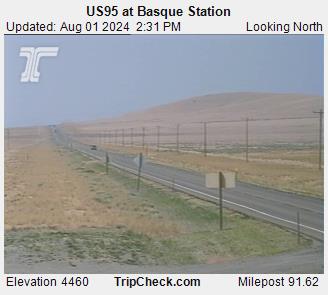 US95 at Basque Station
Updated: Aug 01 2024 2:31 PM Looking North
Elevation 4460 TripCheck.com Milepost 91.62